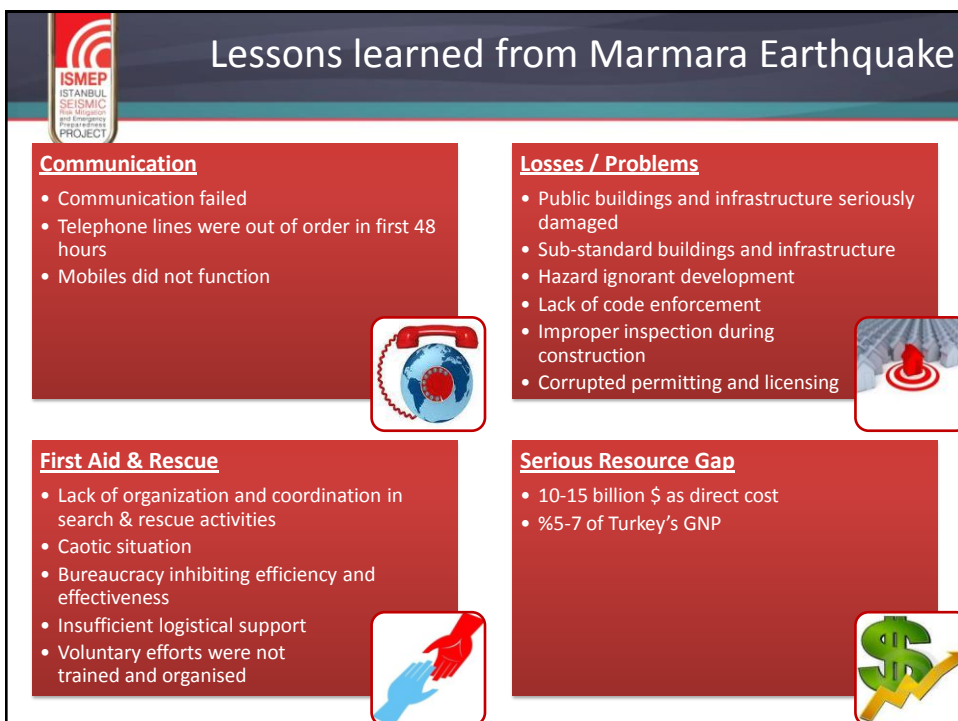 Lessons learned from Marmara Earthquake
ISMEP
ISTANBUL
SEISMIC
Risk Mitigation
and Emergency
Preparedness
PROJECT
Communication
• Communication failed
• Telephone lines were out of order in first 48
hours
• Mobiles did not function
Losses / Problems
• Public buildings and infrastructure seriously
damaged
• Sub-standard buildings and infrastructure
• Hazard ignorant development
• Lack of code enforcement
• Improper inspection during
construction
• Corrupted permitting and licensing
First Aid & Rescue
• Lack of organization and coordination in
search & rescue activities
• Caotic situation
• Bureaucracy inhibiting efficiency and
effectiveness
• Insufficient logistical support
• Voluntary efforts were not
trained and organised
Serious Resource Gap
• 10-15 billion $ as direct cost
• %5-7 of Turkey's GNP